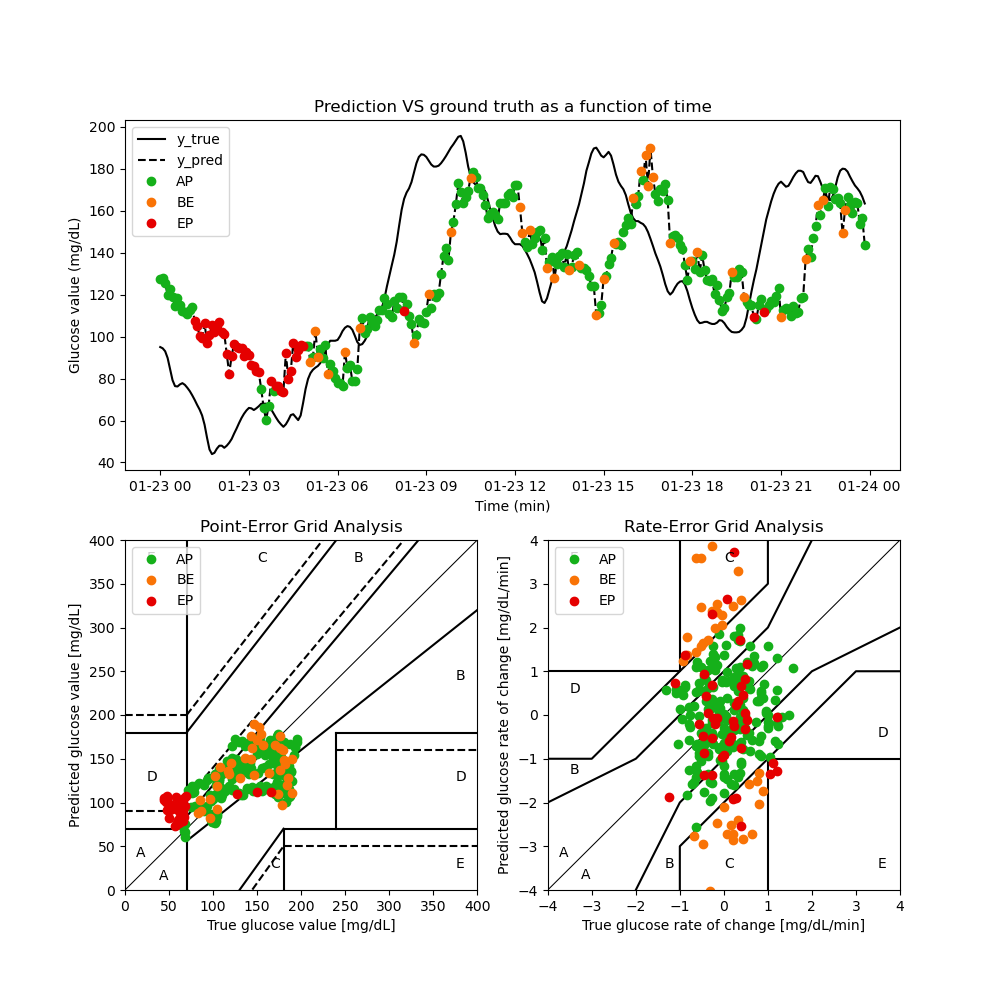 Prediction VS ground truth as a function of time
Glucose value (mg/dL)
200
180
160
140
120
100
80
60
40
y_true
y_pred
AP
BE
EP
01-23 00 01-23 03 01-23 06 01-23 09 01-23 12 01-23 15 01-23 18 01-23 21 01-24 00
Time (min)
Point-Error Grid Analysis
Predicted glucose value [mg/dL]
400
350
300
250
200
150
100
50
0
AP
BE
EP
C
B
B
D
D
A
A
C
E
0 50 100 150 200 250 300 350 400
True glucose value [mg/dL]
Rate-Error Grid Analysis
Predicted glucose rate of change [mg/dL/min]
4
3
2
1
0
−1
−2
−3
−4
AP
BE
EP
C
D
D
B
A
A
B
C
E
−4 −3 −2 −1 0 1 2 3 4
True glucose rate of change [mg/dL/min]